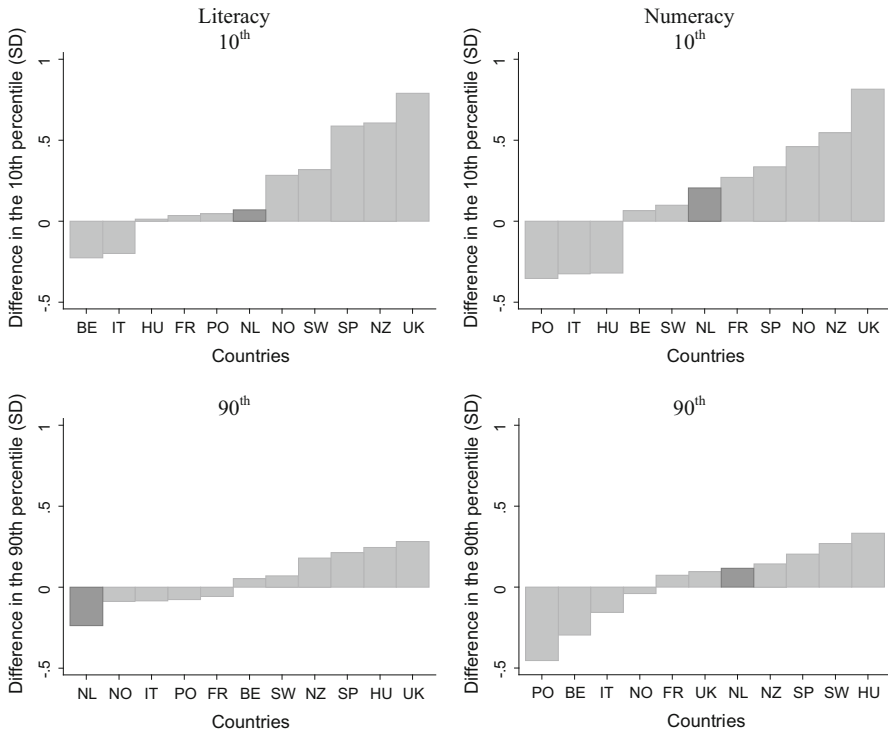 Literacy
10th
Difference in the 10th percentile (SD)
1
.5
0
-.5
BE IT HU FR PO NL NO SW SP NZ UK
Countries
Numeracy
10th
Difference in the 10th percentile (SD)
1
.5
0
-.5
PO IT HU BE SW NL FR SP NO NZ UK
Countries
90th
Difference in the 90th percentile (SD)
1
.5
0
-.5
NL NO IT PO FR BE SW NZ SP HU UK
Countries
90th
Difference in the 90th percentile (SD)
1
.5
0
-.5
PO BE IT NO FR UK NL NZ SP SW HU
Countries